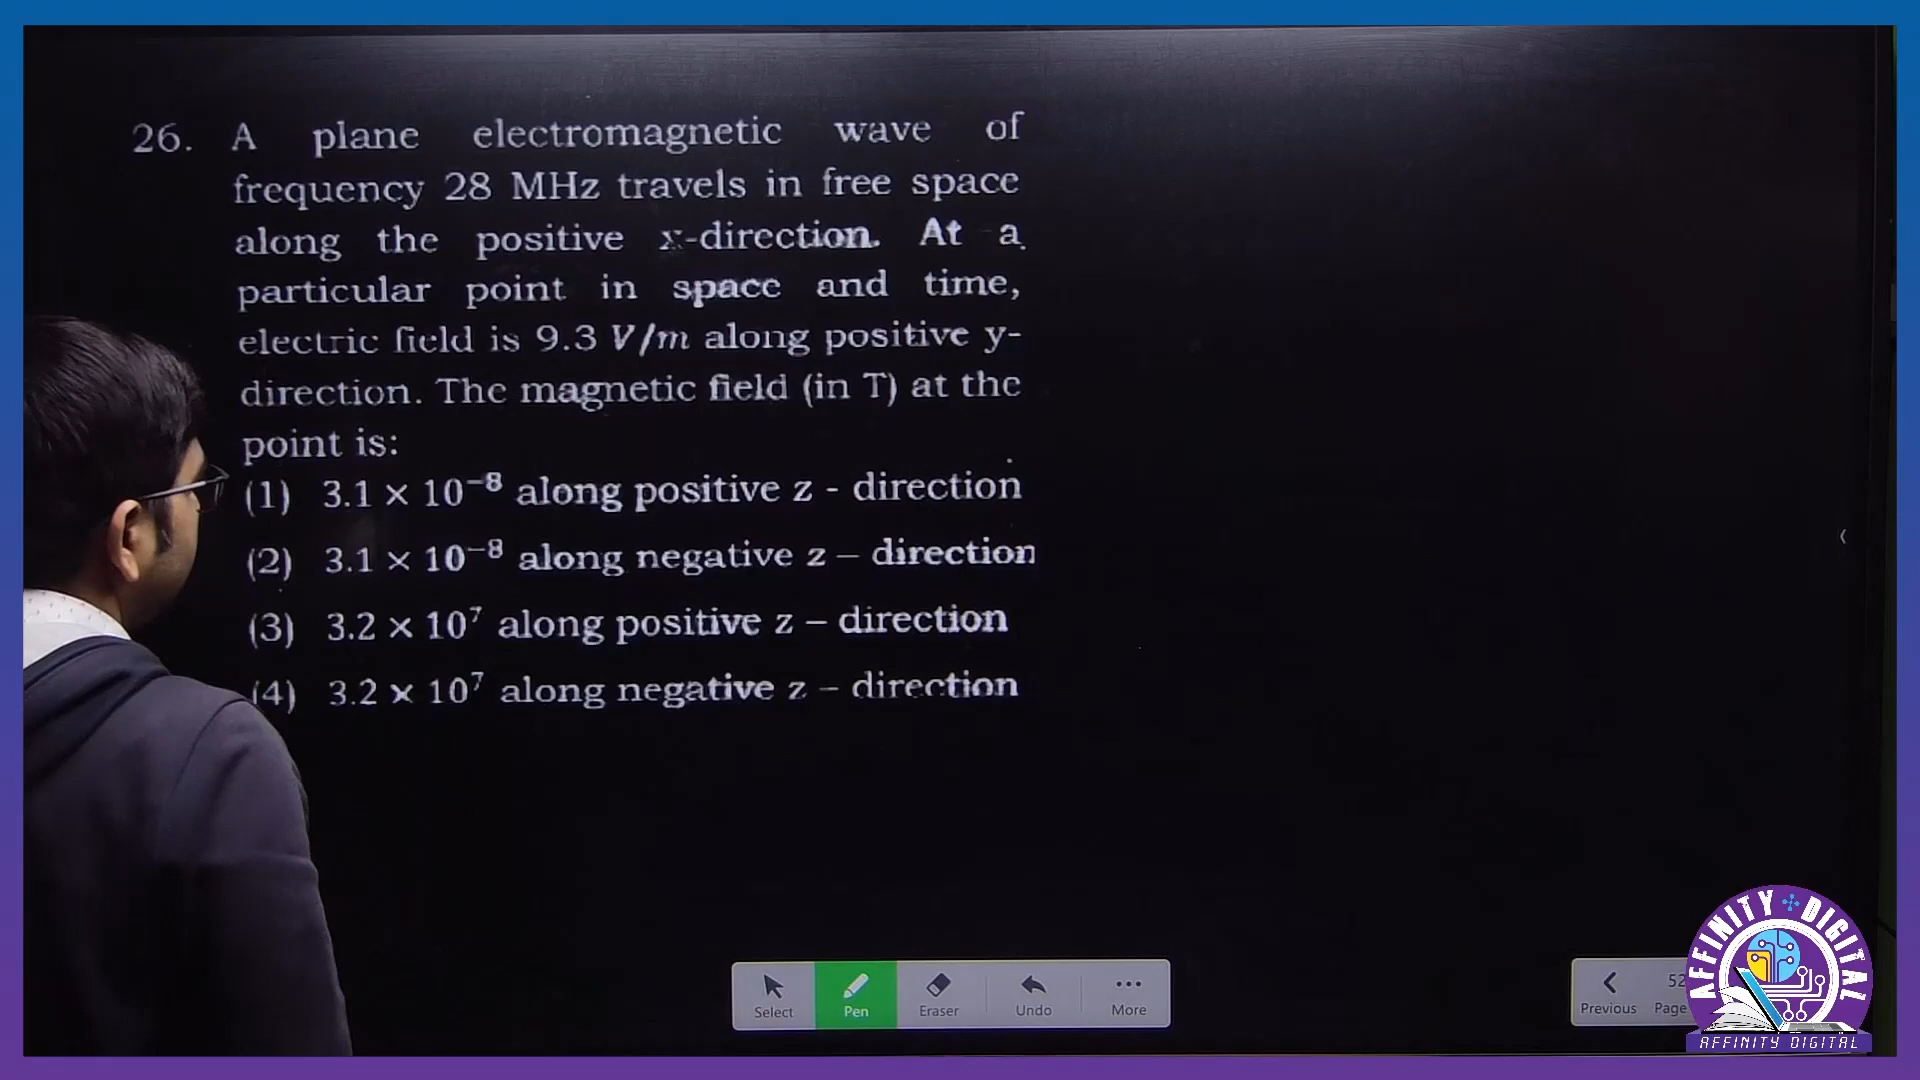 26. A plane electromagnetic wave of
frequency 28 MHz travels in free space
along the positive x-direction. At a
particular point in space and time,
electric field is 9.3 V/m along positive y-
direction. The magnetic field (in T) at the
point is:
(1) 3.1 × 10⁻⁸ along positive z - direction
(2) 3.1 × 10⁻⁸ along negative z – direction
(3) 3.2 × 10⁷ along positive z – direction
(4) 3.2 × 10⁷ along negative z – direction
Select Pen Eraser Undo More
52
Previous Page
AFFINITY DIGITAL
AFFINITY DIGITAL